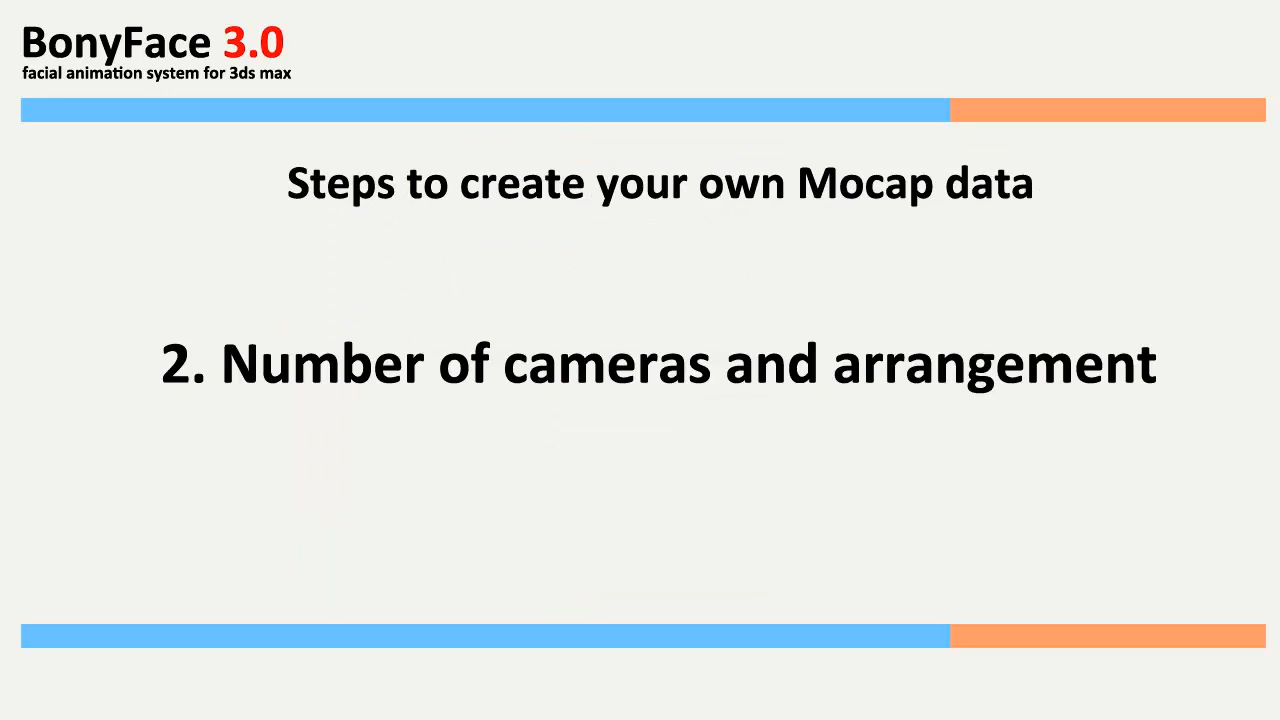 BonyFace 3.0
facial animation system for 3ds max
Steps to create your own Mocap data
2. Number of cameras and arrangement